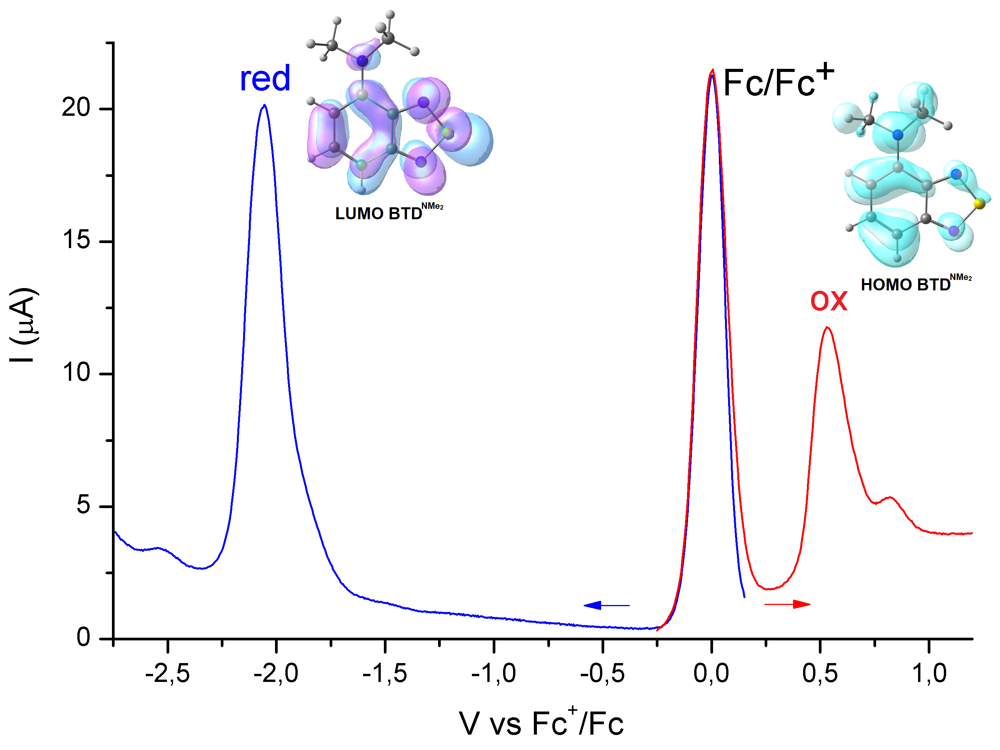 red
Fc/Fc⁺
LUMO BTD^NMe₂
HOMO BTD^NMe₂
ox
I (μA)
20
15
10
5
0
-2,5 -2,0 -1,5 -1,0 -0,5 0,0 0,5 1,0
V vs Fc⁺/Fc